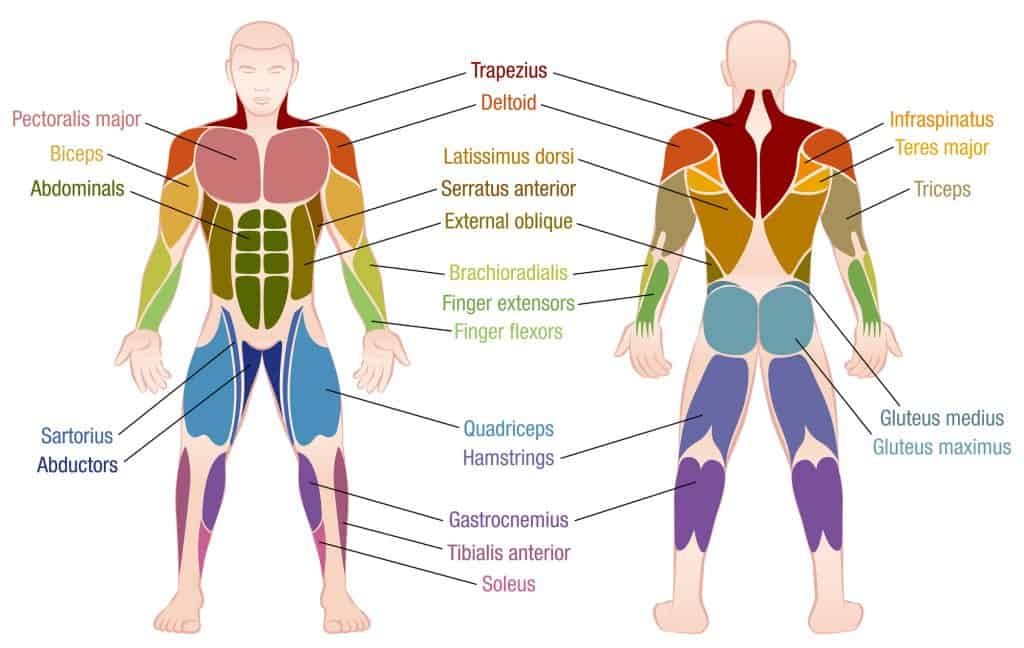 Trapezius
Deltoid
Pectoralis major
Biceps
Abdominals
Latissimus dorsi
Serratus anterior
External oblique
Infraspinatus
Teres major
Triceps
Brachioradialis
Finger extensors
Finger flexors
Sartorius
Abductors
Quadriceps
Hamstrings
Gluteus medius
Gluteus maximus
Gastrocnemius
Tibialis anterior
Soleus